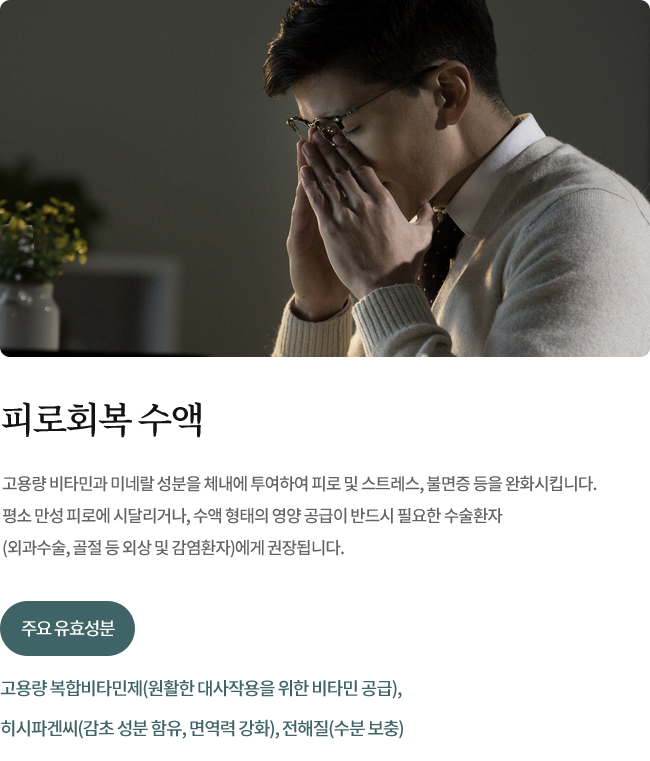 피로회복 수액
고용량 비타민과 미네랄 성분을 체내에 투여하여 피로 및 스트레스, 불면증 등을 완화시킵니다.
평소 만성 피로에 시달리거나, 수액 형태의 영양 공급이 반드시 필요한 수술환자
(외과수술, 골절 등 외상 및 감염환자)에게 권장됩니다.
주요 유효성분
고용량 복합비타민제(원활한 대사작용을 위한 비타민 공급),
히시파겐씨(감초 성분 함유, 면역력 강화), 전해질(수분 보충)